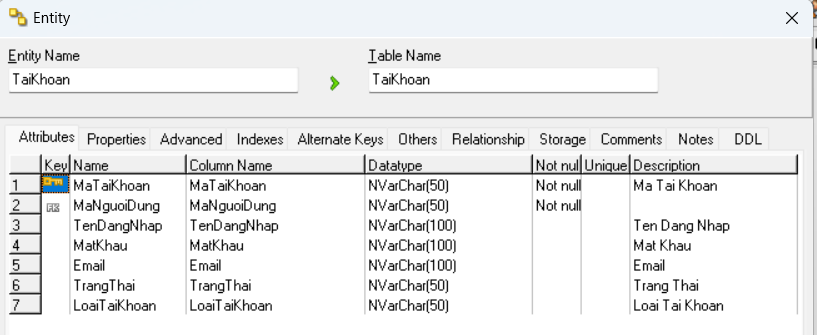 Entity
Entity Name
Table Name
TaiKhoan
TaiKhoan
Attributes Properties Advanced Indexes Alternate Keys Others Relationship Storage Comments Notes DDL
Key Name Column Name Datatype Not nul Unique Description
1 MaTaiKhoan MaTaiKhoan NVarChar(50) Not null Ma Tai Khoan
2 FK MaNguoiDung MaNguoiDung NVarChar(50) Not null
3 TenDangNhap TenDangNhap NVarChar(100) Ten Dang Nhap
4 MatKhau MatKhau NVarChar(100) Mat Khau
5 Email Email NVarChar(100) Email
6 TrangThai TrangThai NVarChar(50) Trang Thai
7 LoaiTaiKhoan LoaiTaiKhoan NVarChar(50) Loai Tai Khoan